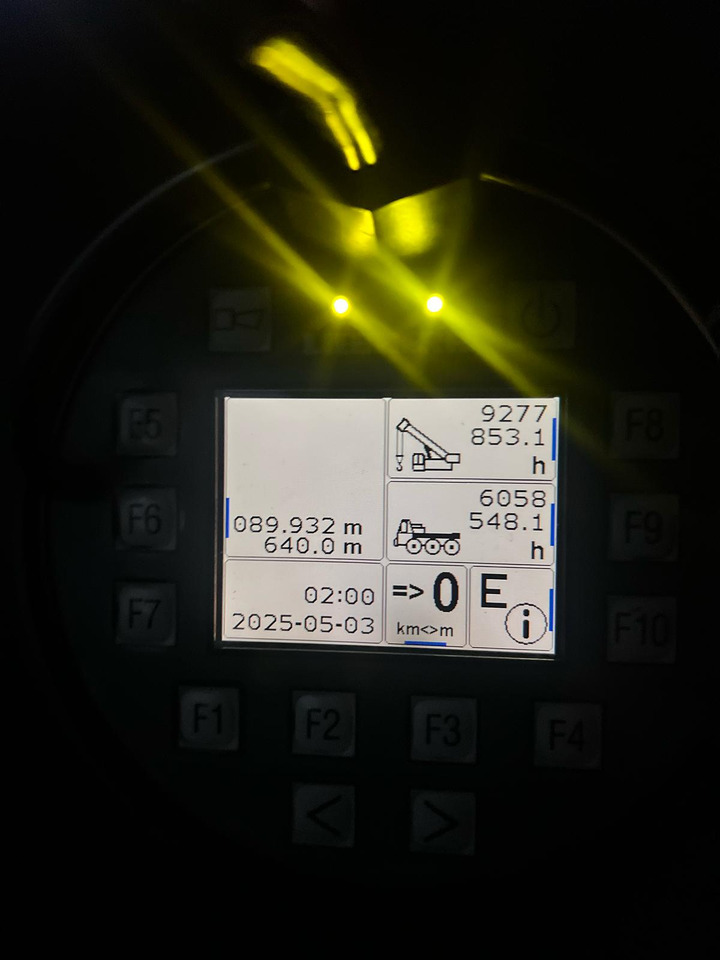 F5
F6
F7
F8
F9
F10
9277
853.1
h
6058
548.1
h
089.932 m
640.0 m
02:00
2025-05-03
=> 0
km<>m
E
i
F1
F2
F3
F4
<
>